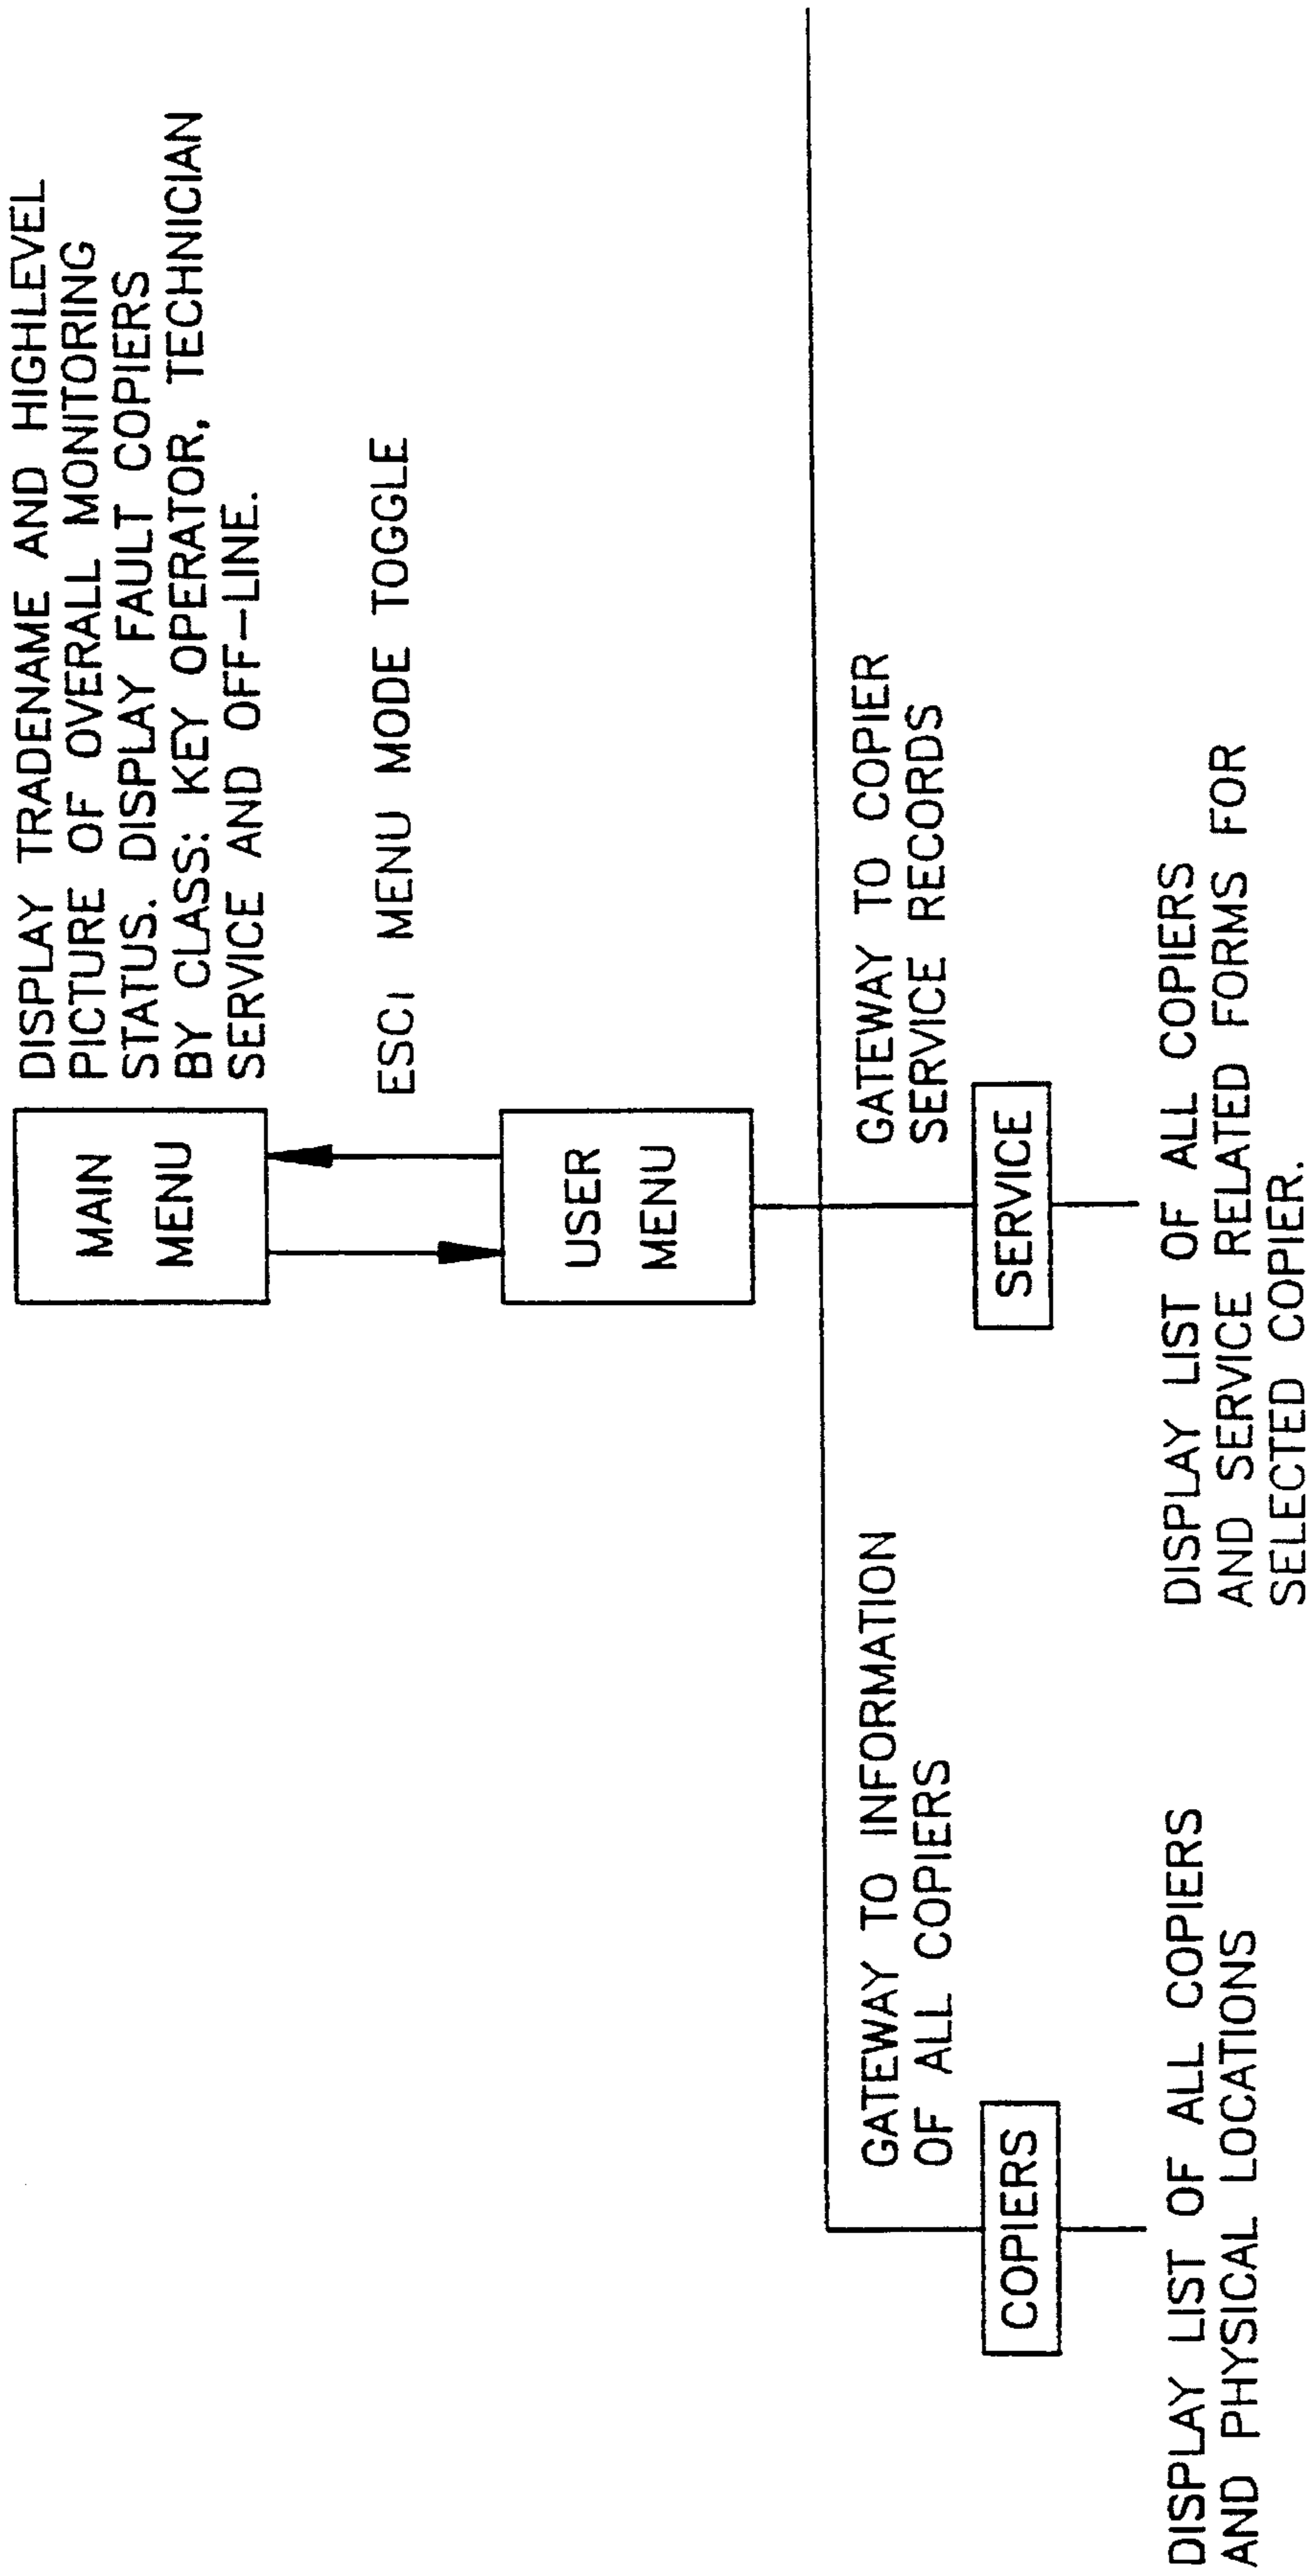 DISPLAY TRADENAME AND HIGHLEVEL
PICTURE OF OVERALL MONITORING
STATUS. DISPLAY FAULT COPIERS
BY CLASS: KEY OPERATOR, TECHNICIAN
SERVICE AND OFF-LINE.
MAIN
MENU
ESC: MENU MODE TOGGLE
USER
MENU
GATEWAY TO INFORMATION
OF ALL COPIERS
GATEWAY TO COPIER
SERVICE RECORDS
COPIERS
SERVICE
DISPLAY LIST OF ALL COPIERS
AND PHYSICAL LOCATIONS
DISPLAY LIST OF ALL COPIERS
AND SERVICE RELATED FORMS FOR
SELECTED COPIER.